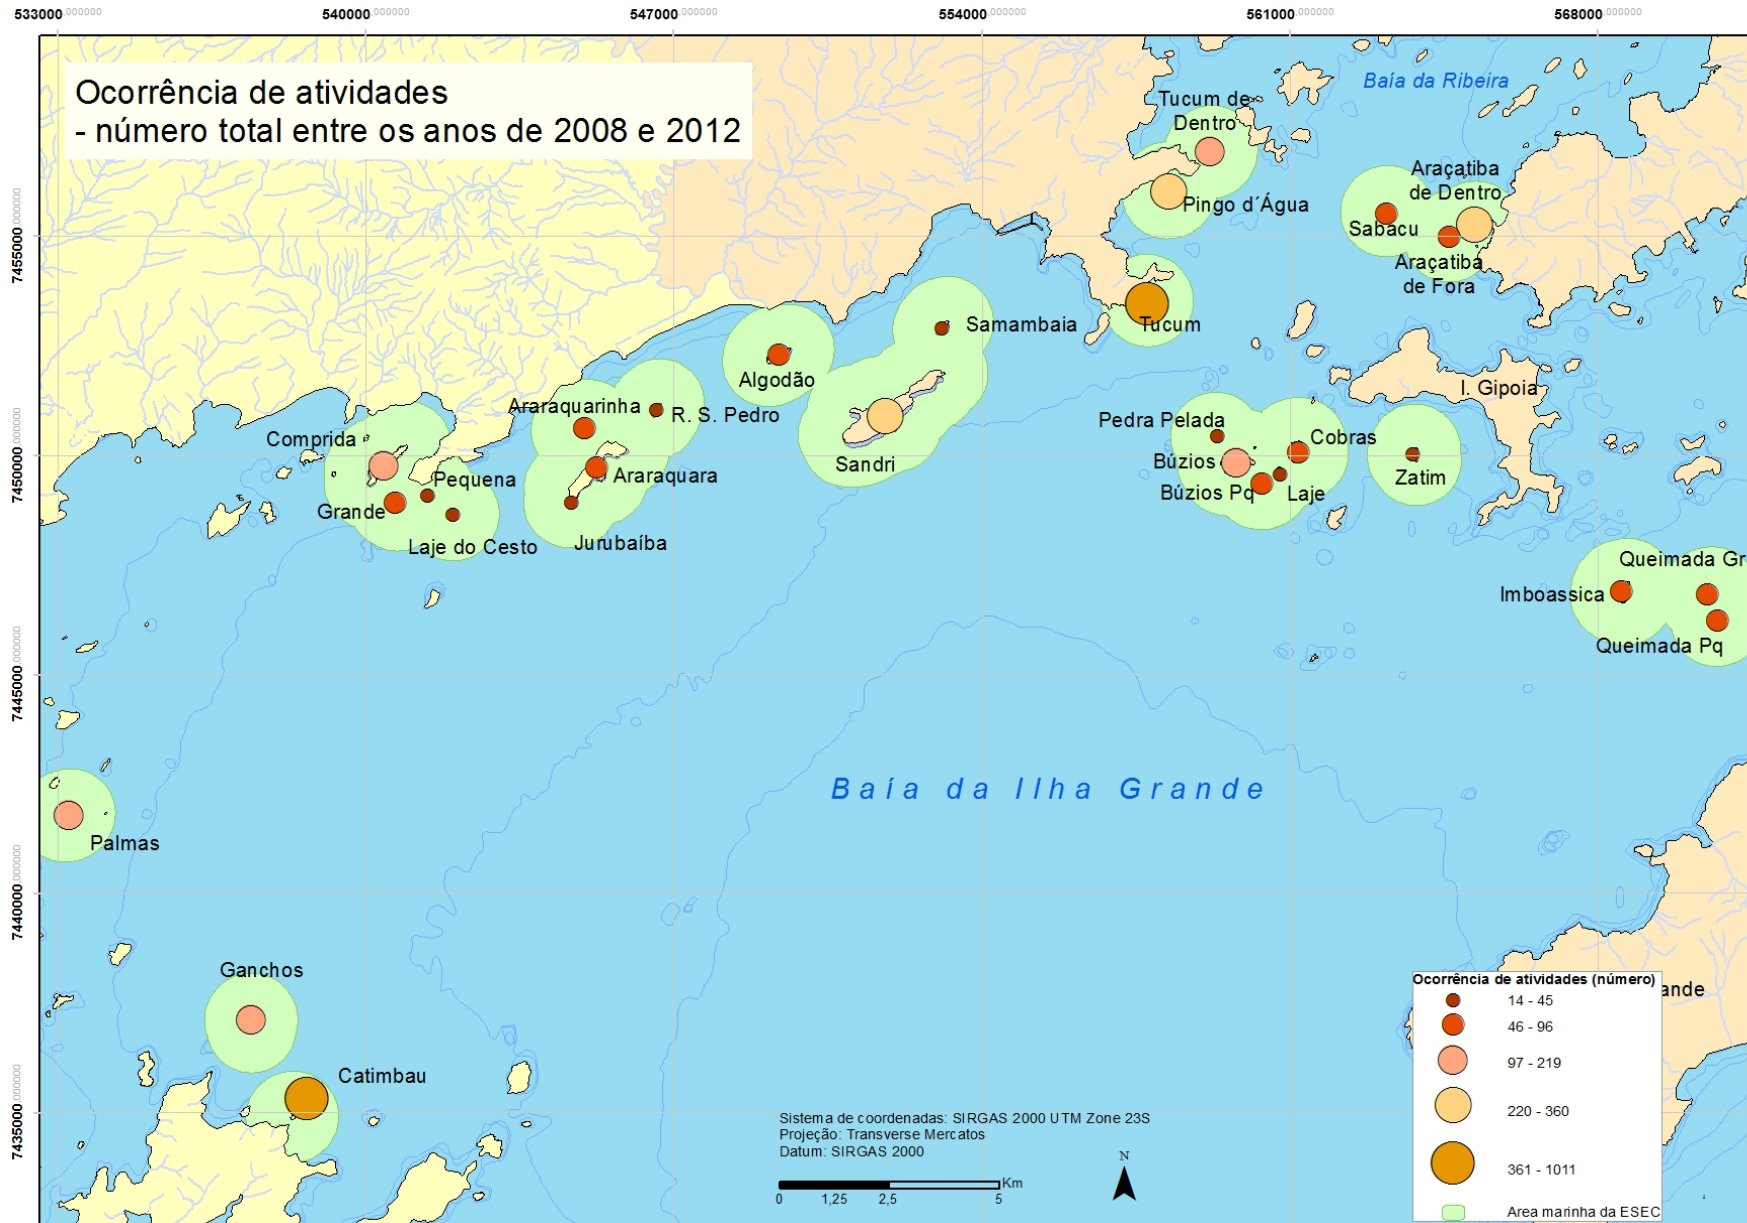 533000,000000
540000,000000
547000,000000
554000,000000
561000,000000
568000,000000
Ocorrência de atividades
- número total entre os anos de 2008 e 2012
Baía da Ribeira
Tucum de
Dentro
Pingo d´Água
Araçatiba
de Dentro
Sabacu
Araçatiba
de Fora
7455000,000000
Tucum
Samambaia
Algodão
I. Gipoia
Araraquarinha
R. S. Pedro
Comprida
Pedra Pelada
Cobras
Sandri
Búzios
7450000,000000
Pequena
Araraquara
Zatim
Búzios Pq
Laje
Grande
Laje do Cesto
Jurubaíba
Queimada Gr
Imboassica
Queimada Pq
7445000,000000
Baía da Ilha Grande
Palmas
7440000,000000
Ganchos
ande
Catimbau
7435000,000000
Sistema de coordenadas: SIRGAS 2000 UTM Zone 23S
Projeção: Transverse Mercatos
Datum: SIRGAS 2000
Km
0 1,25 2,5 5
N
Ocorrência de atividades (número)
14 - 45
46 - 96
97 - 219
220 - 360
361 - 1011
Area marinha da ESEC